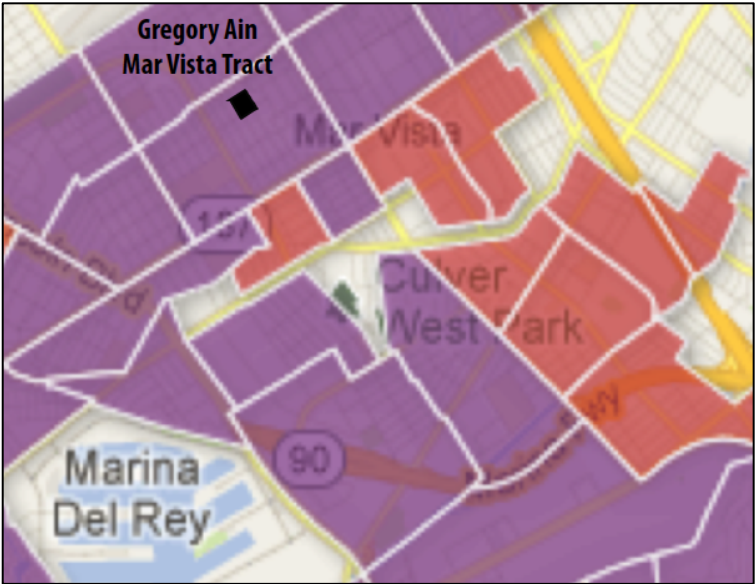 Gregory Ain
Mar Vista Tract
Mar Vista
187
Culver
West Park
90
Marina
Del Rey